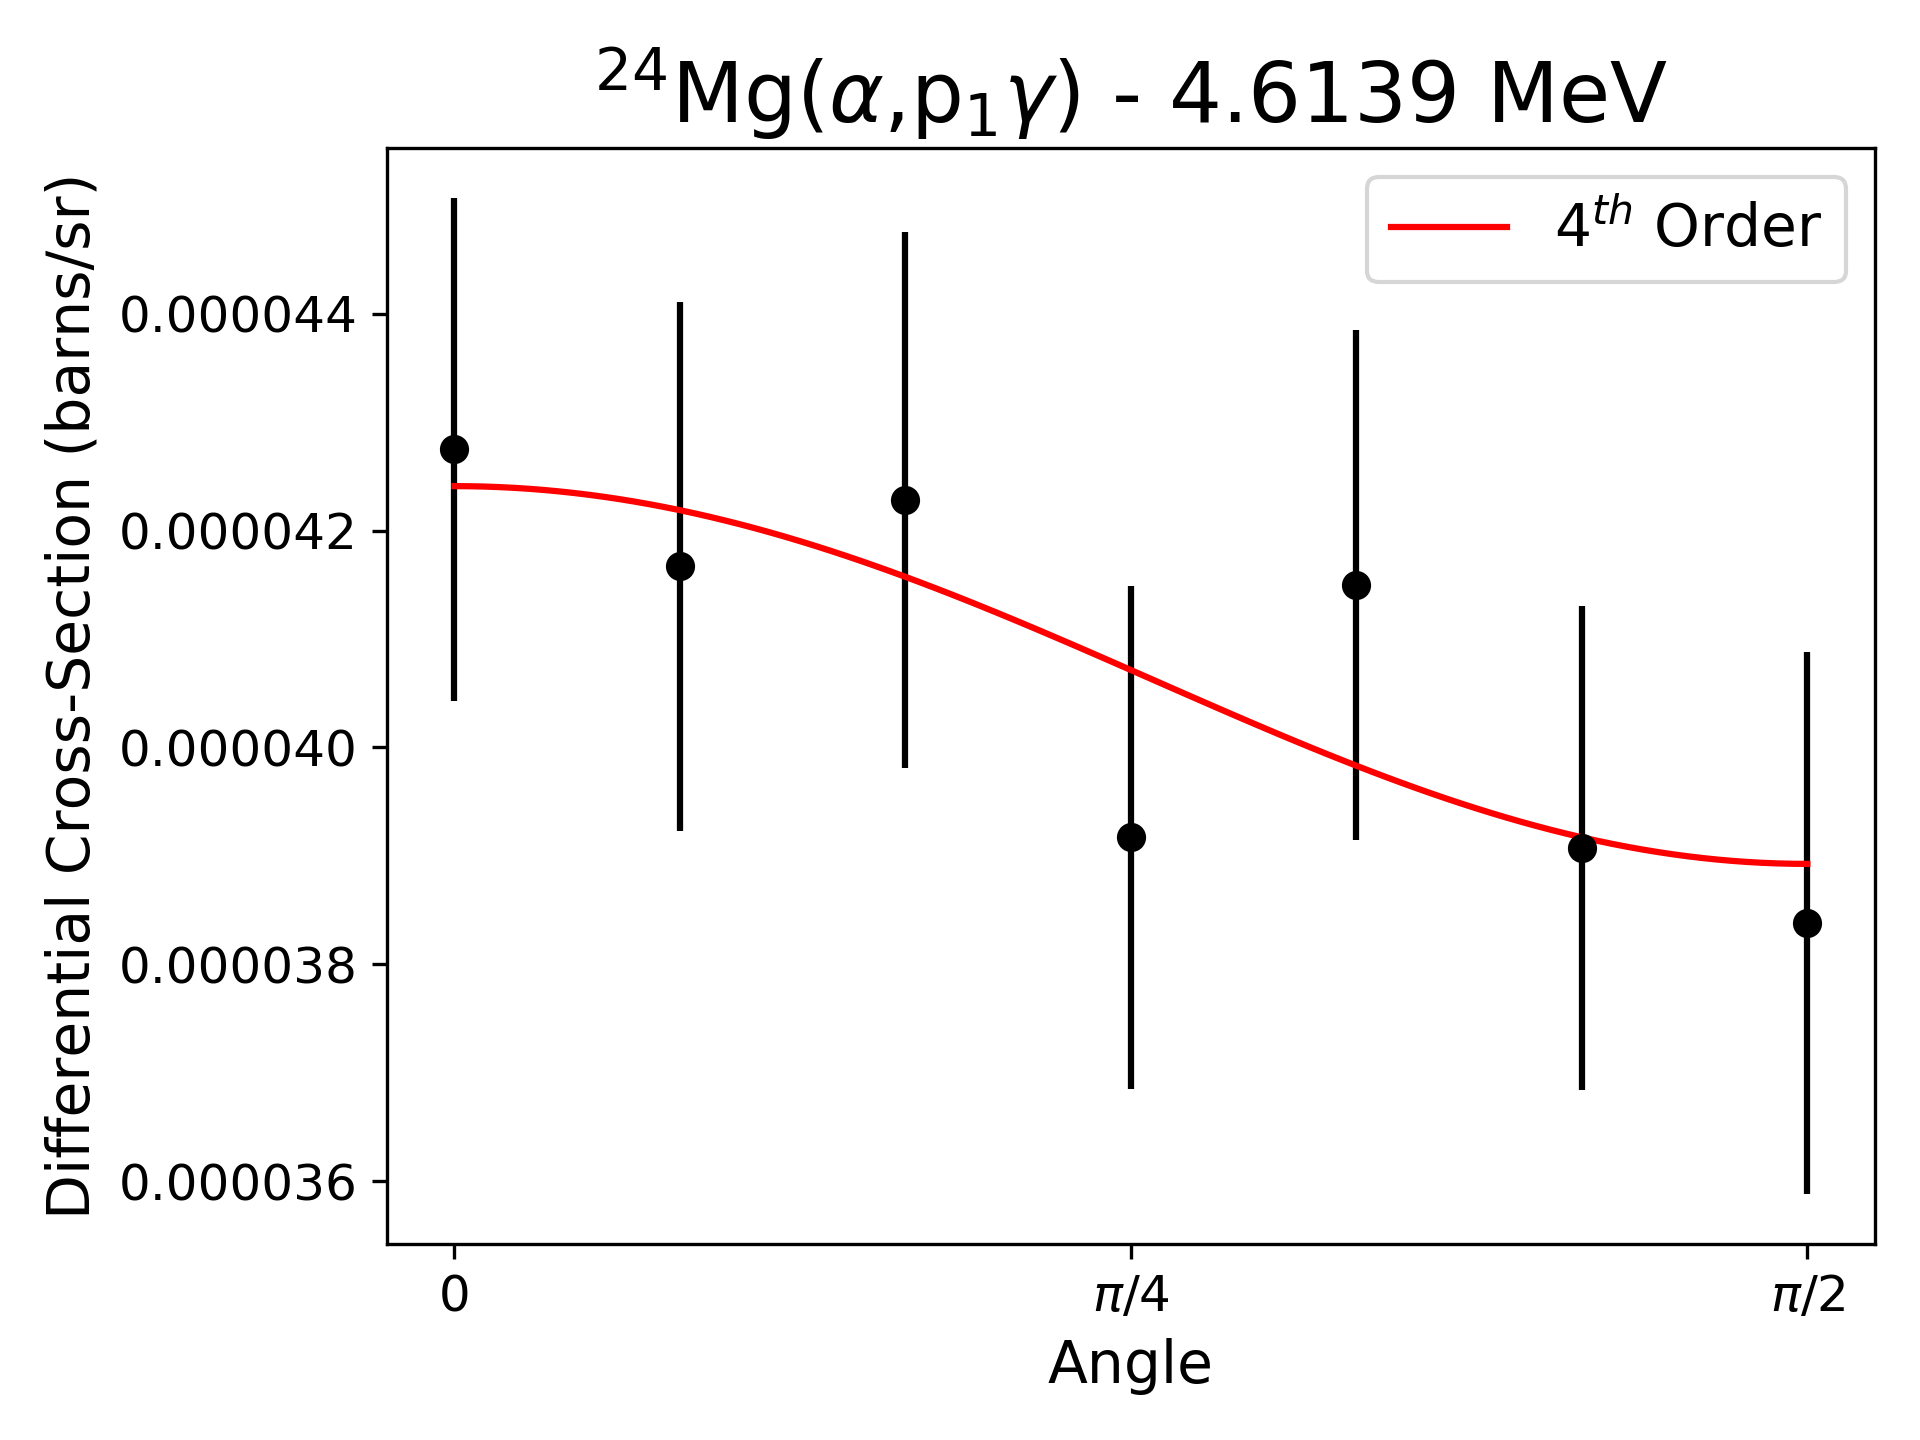 ²⁴Mg(α,p₁γ) - 4.6139 MeV
4ᵗʰ Order
Differential Cross-Section (barns/sr)
0.000044
0.000042
0.000040
0.000038
0.000036
0 π/4 π/2
Angle